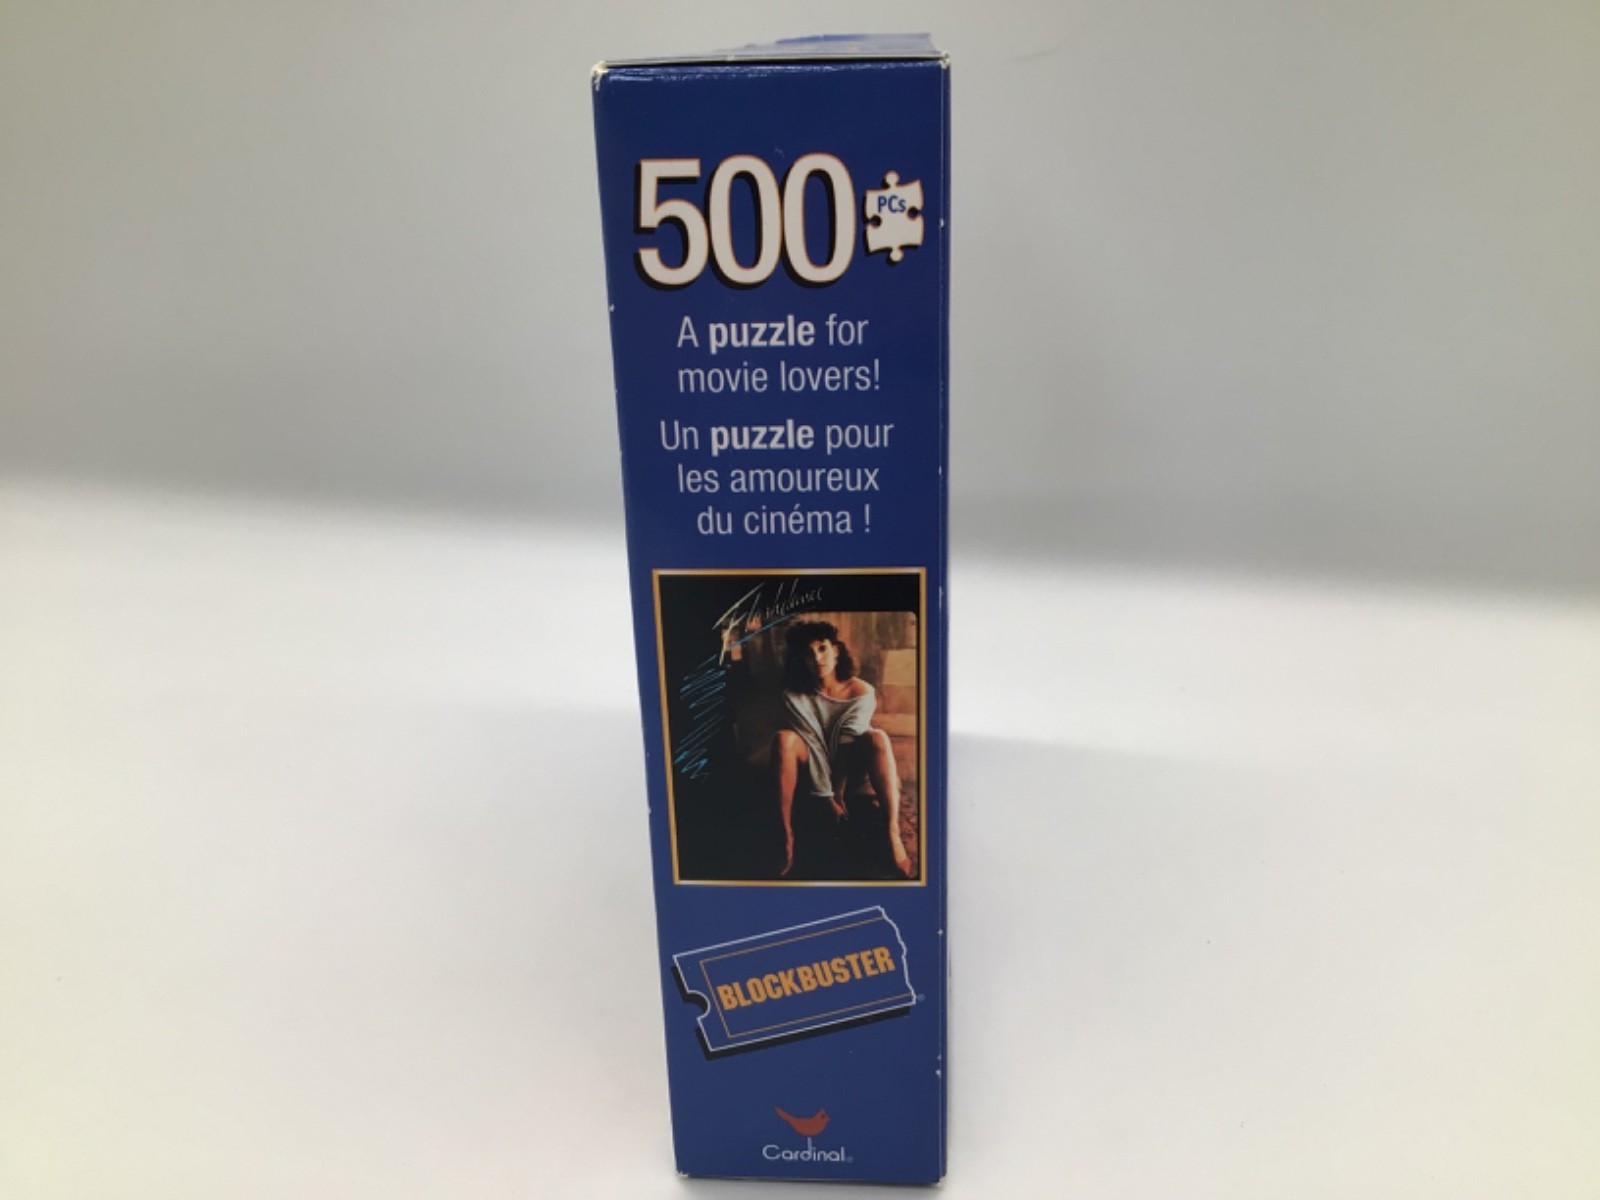 500 PCs
A puzzle for
movie lovers!
Un puzzle pour
les amoureux
du cinéma !
Flashdance
BLOCKBUSTER
Cardinal